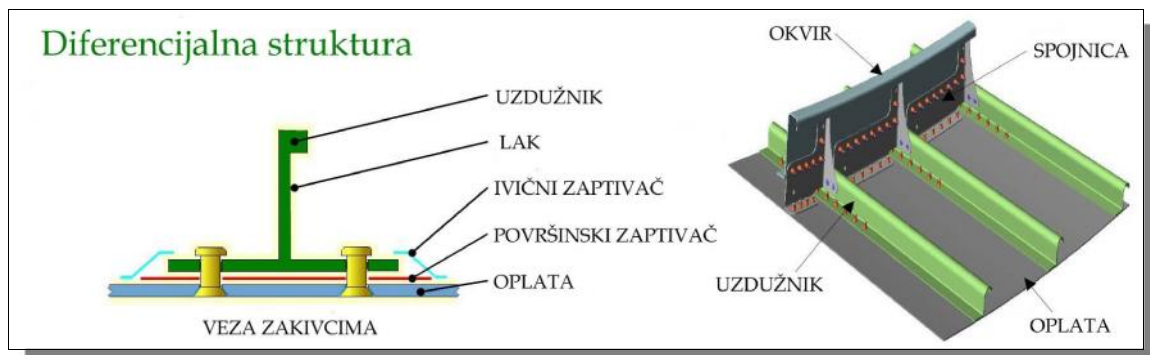 Diferencijalna struktura
UZDUŽNIK
LAK
IVIČNI ZAPTIVAČ
POVRŠINSKI ZAPTIVAČ
OPLATA
VEZA ZAKIVCIMA
OKVIR
SPOJNICA
UZDUŽNIK
OPLATA